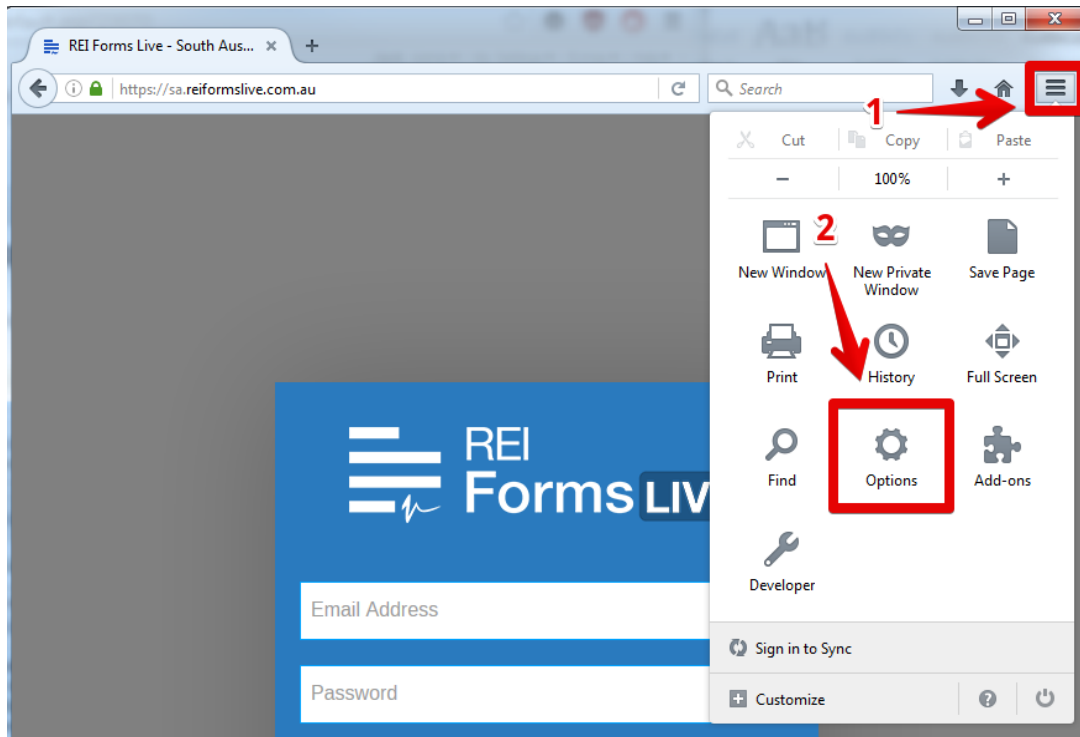 REI Forms Live - South Aus...
https://sa.reiformslive.com.au
Search
1
Cut Copy Paste
100%
2
New Window New Private Window Save Page
Print History Full Screen
Find Options Add-ons
Developer
Sign in to Sync
Customize
REI
Forms LIV
Email Address
Password